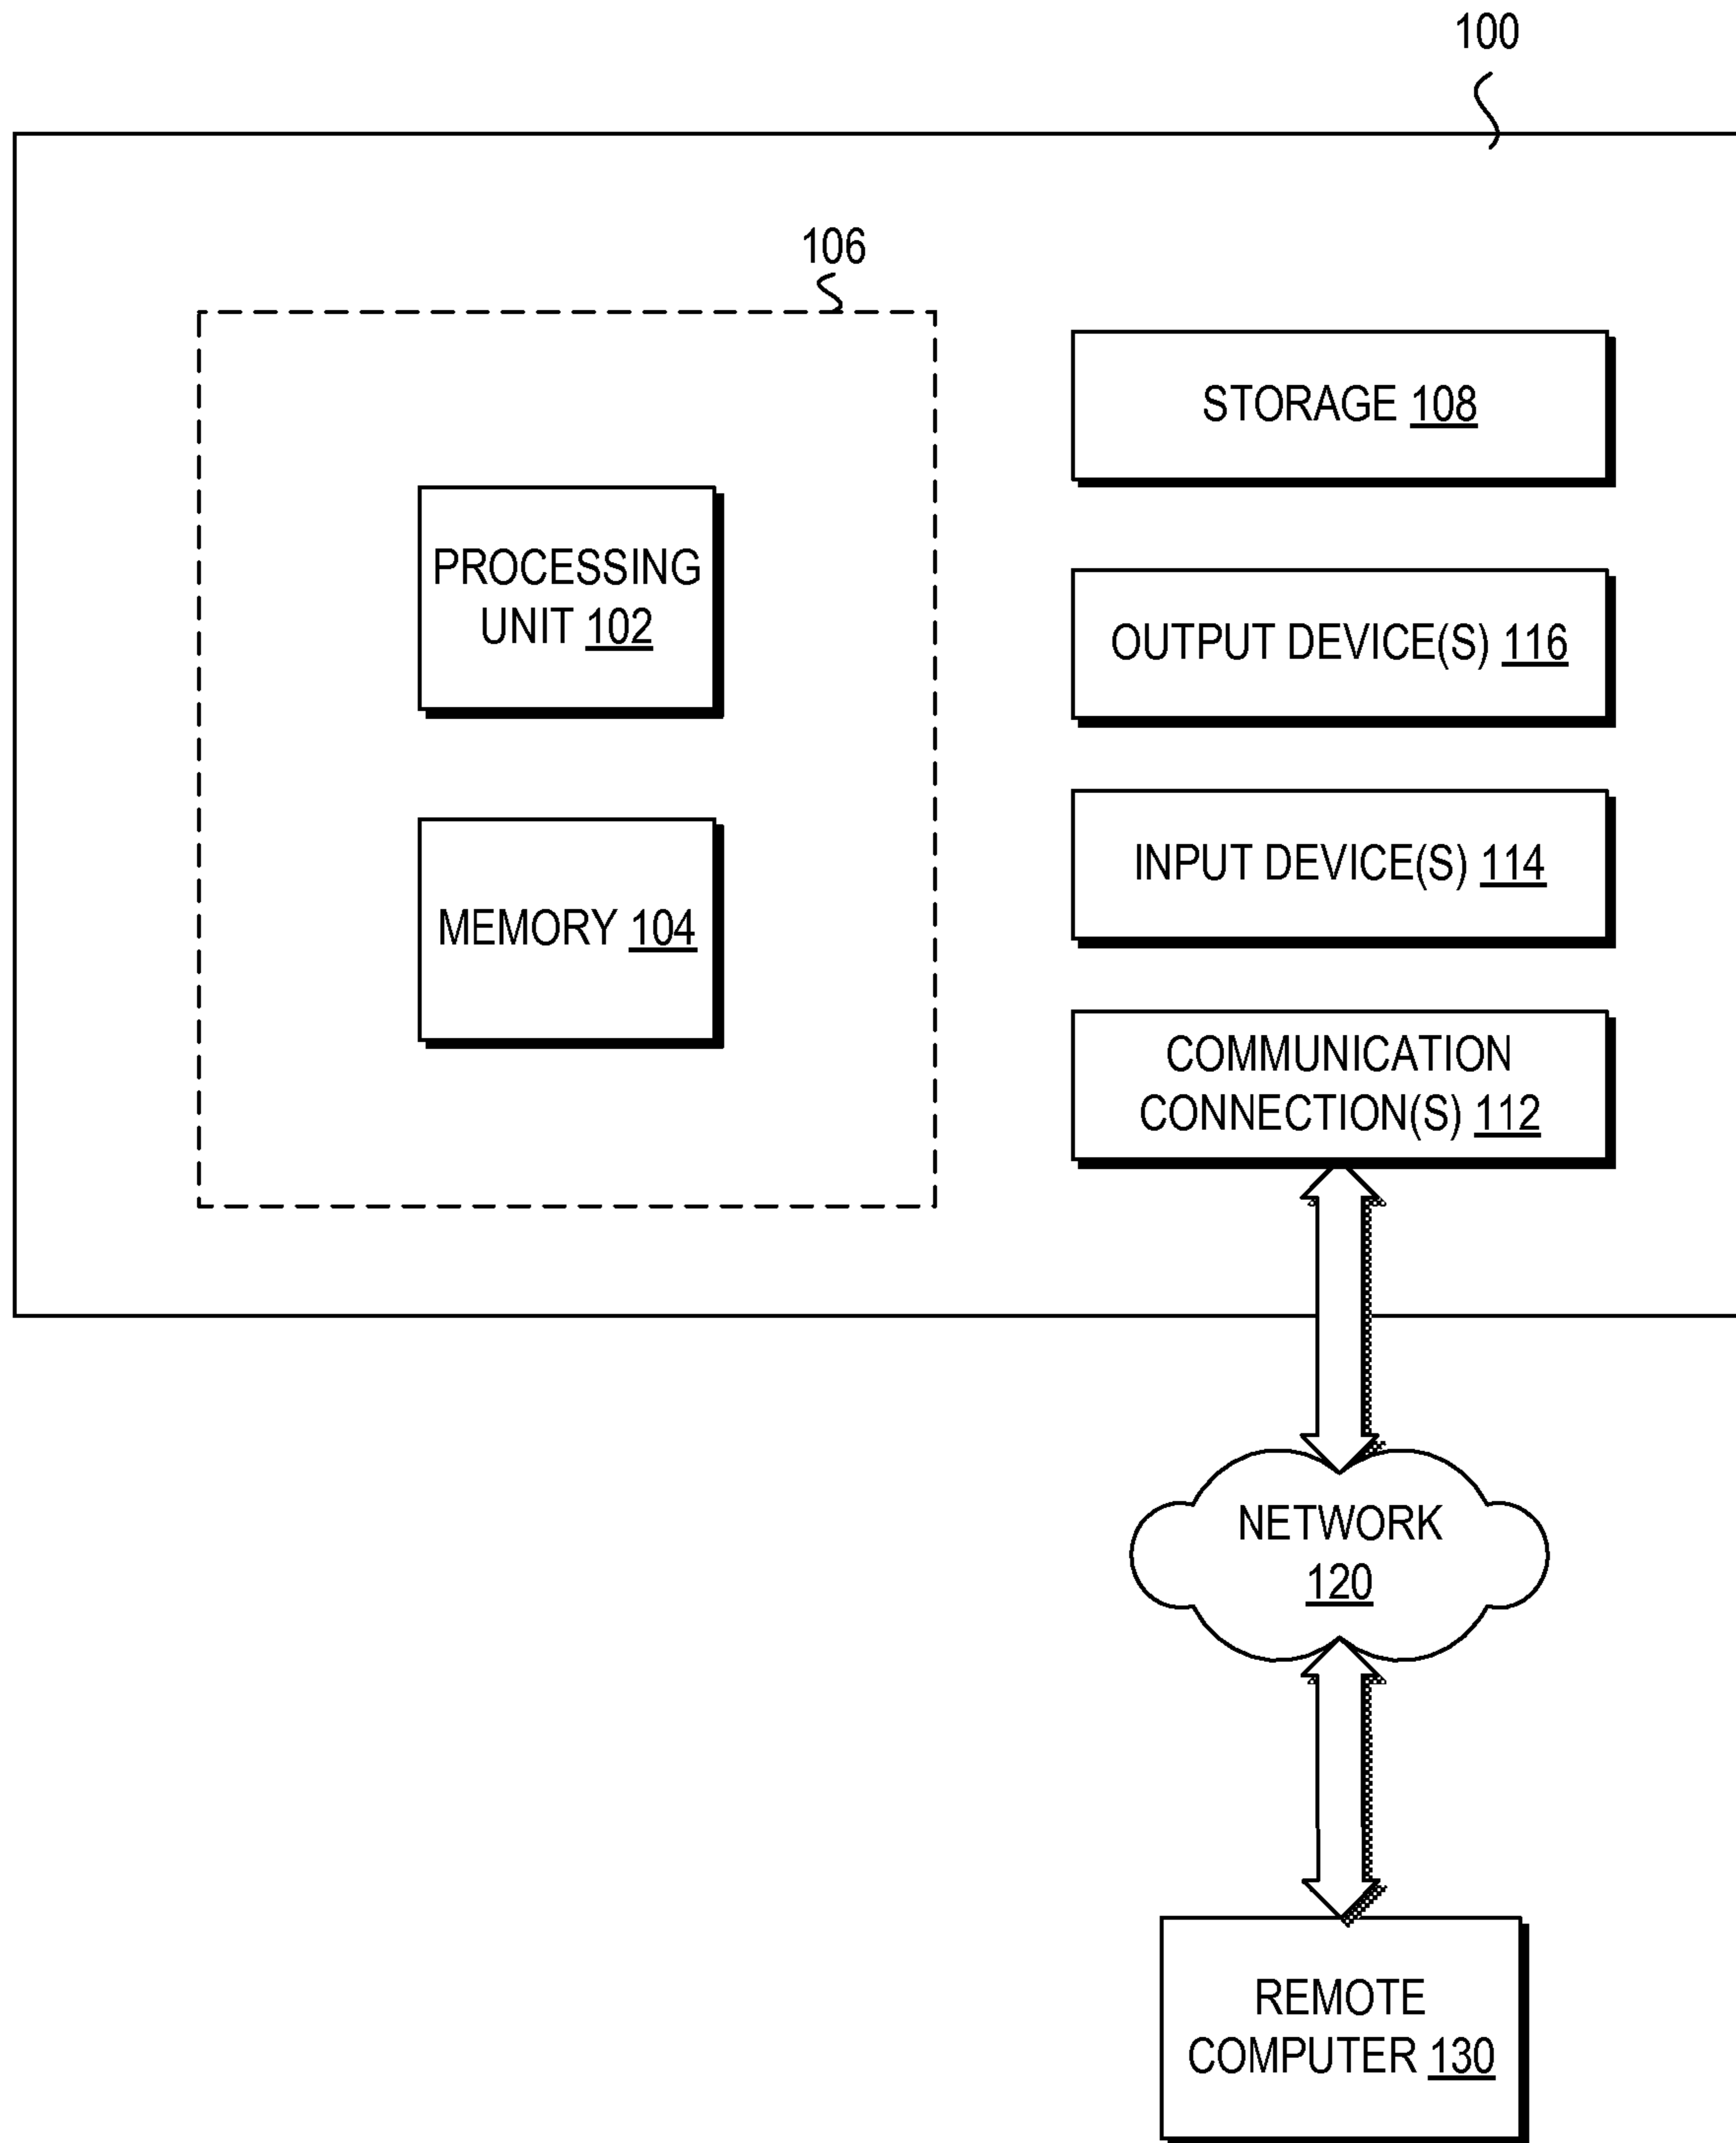 100
106
STORAGE 108
PROCESSING
UNIT 102
OUTPUT DEVICE(S) 116
INPUT DEVICE(S) 114
MEMORY 104
COMMUNICATION
CONNECTION(S) 112
NETWORK
120
REMOTE
COMPUTER 130